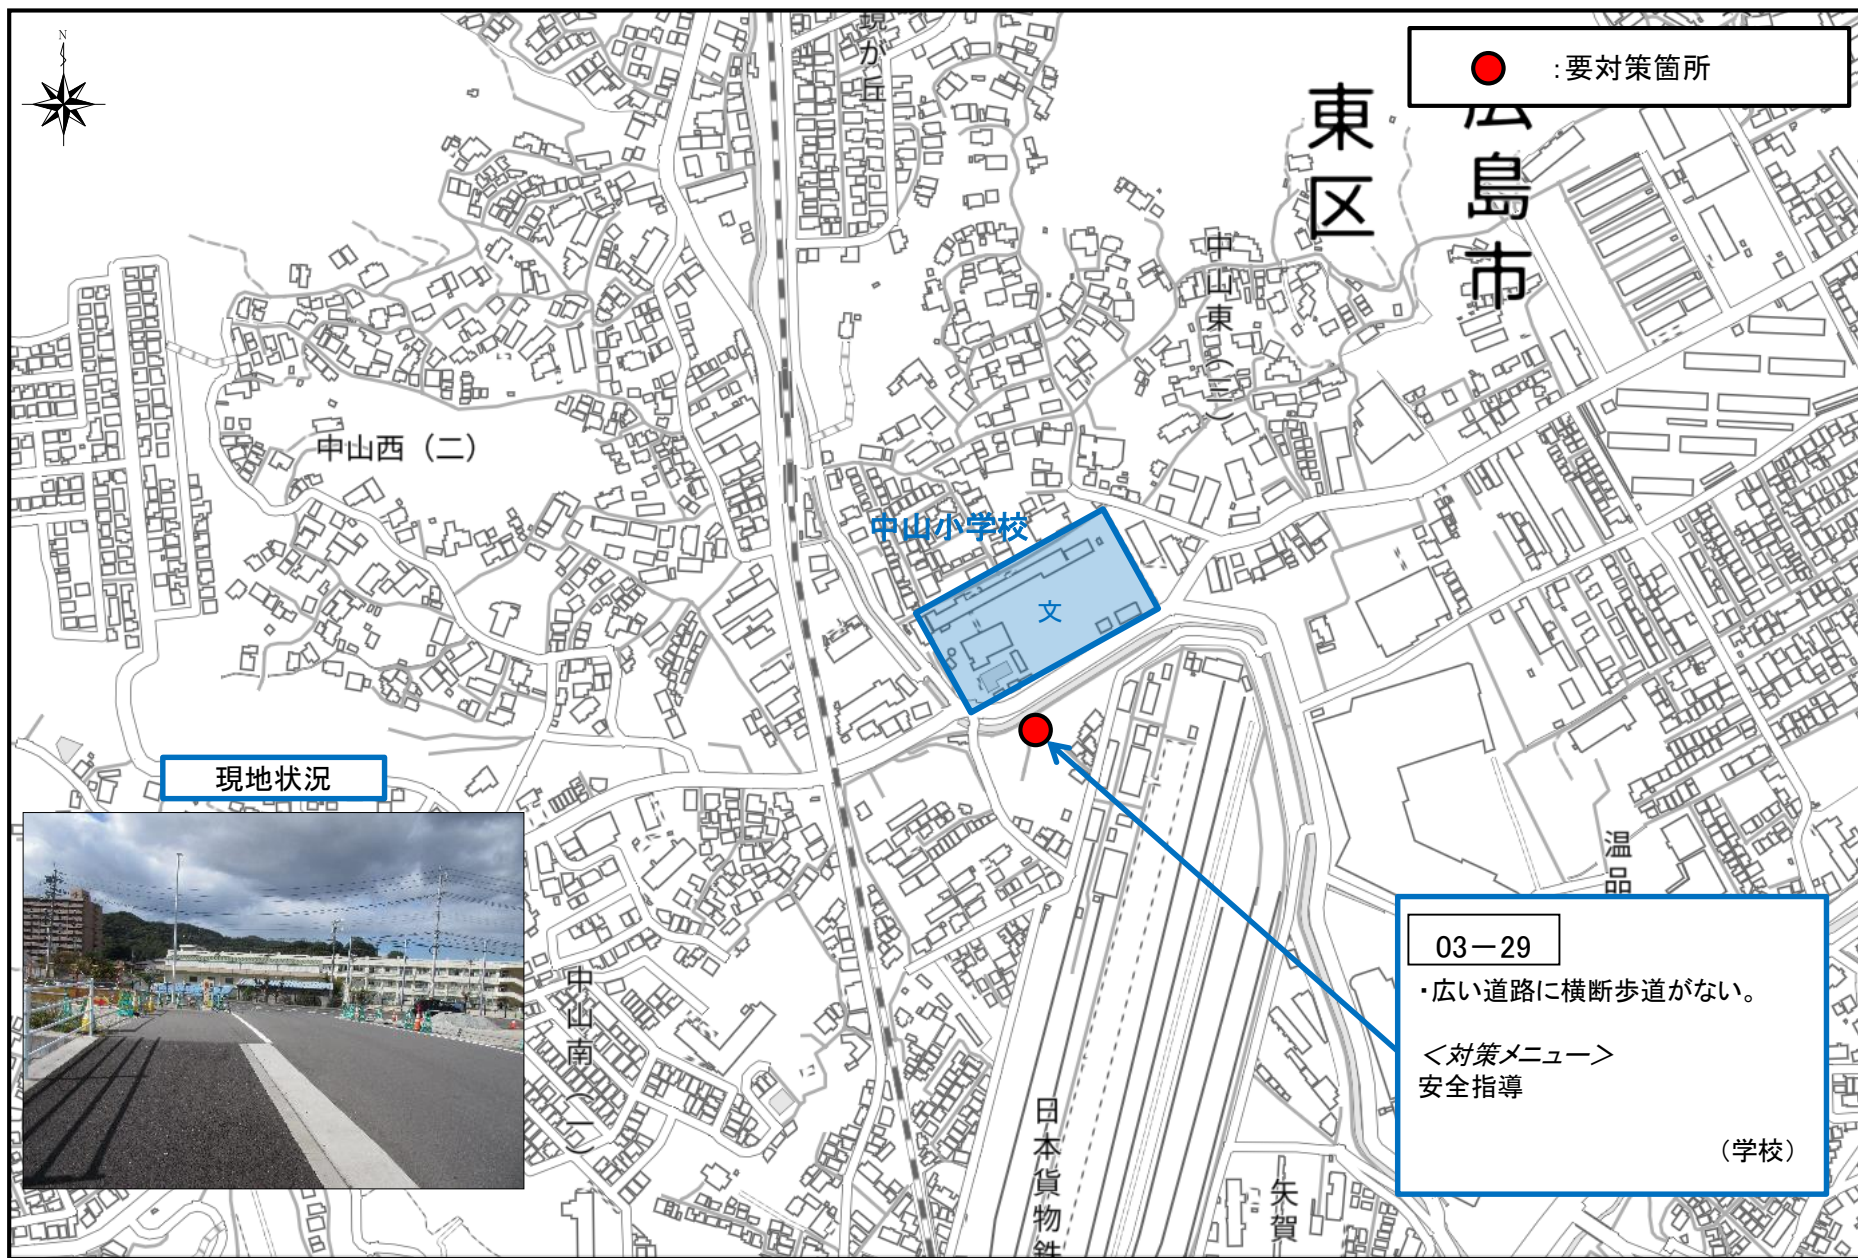 N
：要対策箇所
広島市
東区
鏡が丘
中山東（三）
中山西（二）
中山小学校
文
現地状況
温品
03－29
・広い道路に横断歩道がない。
＜対策メニュー＞
安全指導
（学校）
中山南（一）
日本貨物鉄
矢賀